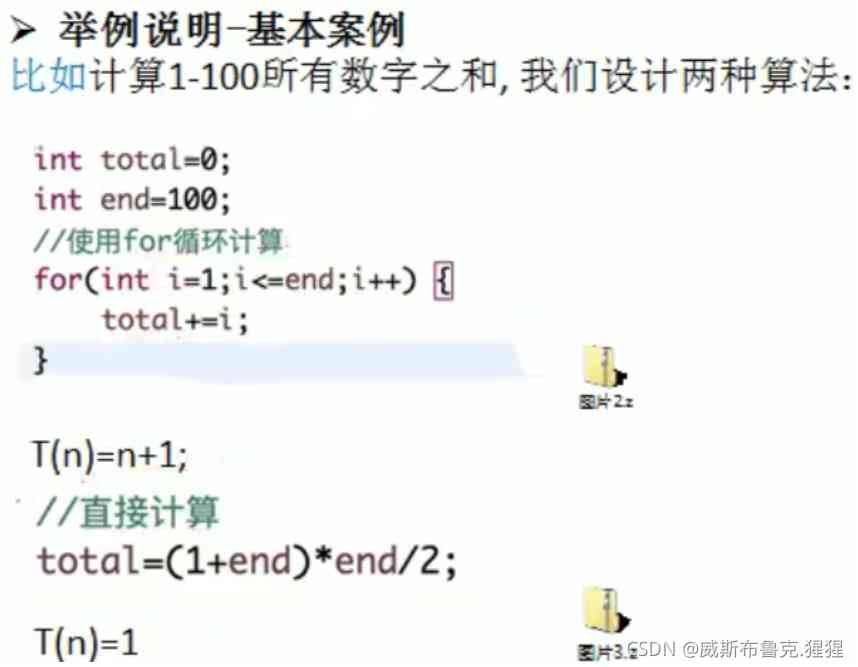 ➢ 举例说明-基本案例
比如计算1-100所有数字之和, 我们设计两种算法：
int total=0;
int end=100;
//使用for循环计算
for(int i=1;i<=end;i++) {
total+=i;
}
图片2.z
T(n)=n+1;
//直接计算
total=(1+end)*end/2;
T(n)=1
图片3.z
CSDN @威斯布鲁克.猩猩